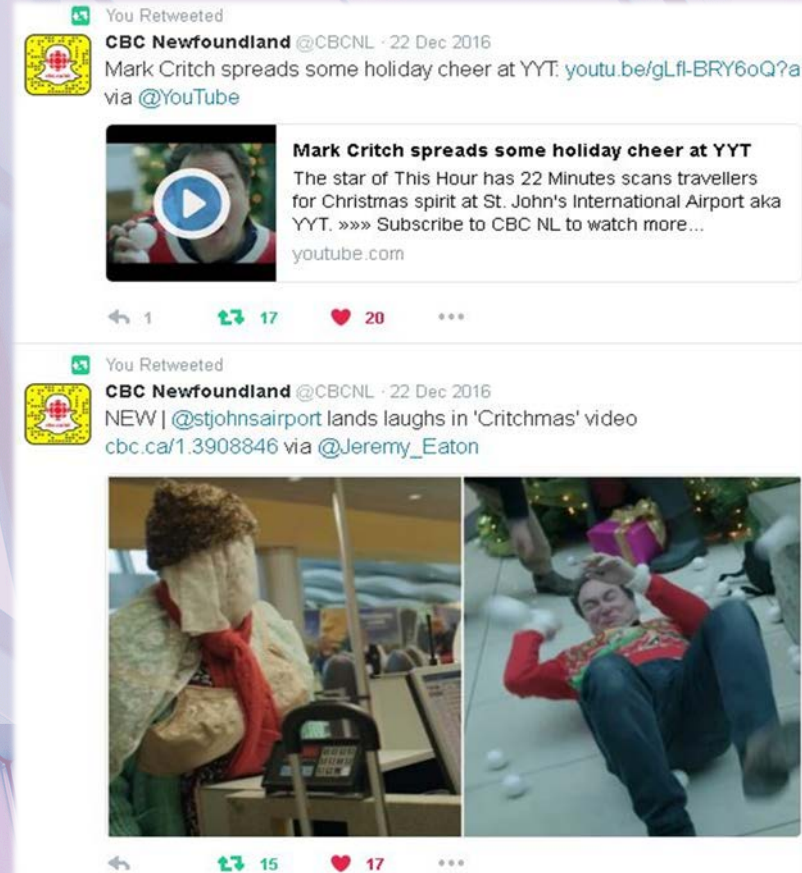 You Retweeted
CBC Newfoundland @CBCNL · 22 Dec 2016
Mark Critch spreads some holiday cheer at YYT: youtu.be/gLfl-BRY6oQ?a
via @YouTube
Mark Critch spreads some holiday cheer at YYT
The star of This Hour has 22 Minutes scans travellers
for Christmas spirit at St. John's International Airport aka
YYT. »»» Subscribe to CBC NL to watch more...
youtube.com
1 17 20
You Retweeted
CBC Newfoundland @CBCNL · 22 Dec 2016
NEW | @stjohnsairport lands laughs in 'Critchmas' video
cbc.ca/1.3908846 via @Jeremy_Eaton
15 17